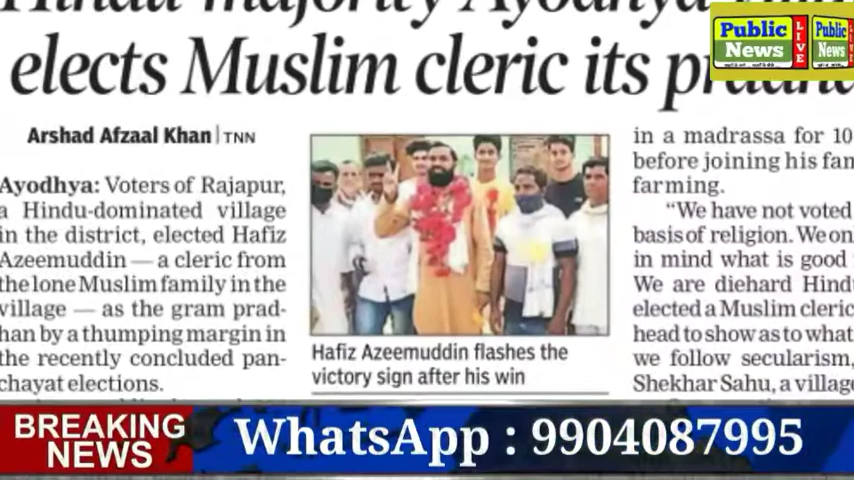 Hindu-majority Ayodhya
elects Muslim cleric its
Public
News
LIVE
Public
News
Arshad Afzaal Khan | TNN
Ayodhya: Voters of Rajapur,
a Hindu-dominated village
in the district, elected Hafiz
Azeemuddin — a cleric from
the lone Muslim family in the
village — as the gram prad-
han by a thumping margin in
the recently concluded pan-
chayat elections.
Hafiz Azeemuddin flashes the
victory sign after his win
in a madrassa for 10
before joining his fam
farming.
"We have not voted
basis of religion. We on
in mind what is good
We are diehard Hindu
elected a Muslim cleric
head to show as to what
we follow secularism,
Shekhar Sahu, a village
BREAKING
NEWS
WhatsApp : 9904087995